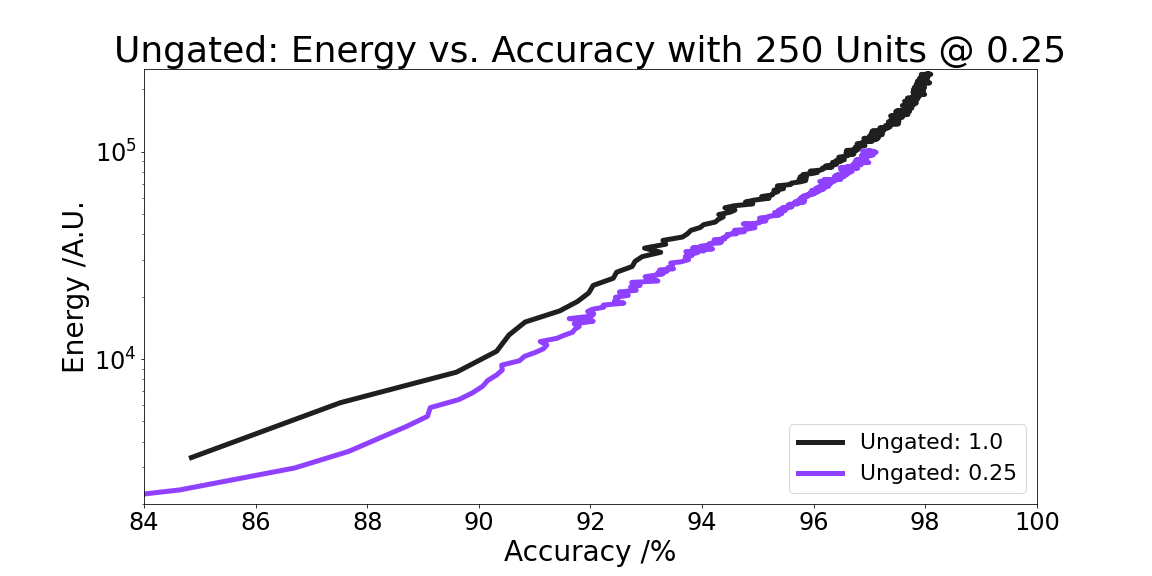 Ungated: Energy vs. Accuracy with 250 Units @ 0.25
Energy /A.U.
10^5
10^4
Ungated: 1.0
Ungated: 0.25
84 86 88 90 92 94 96 98 100
Accuracy /%